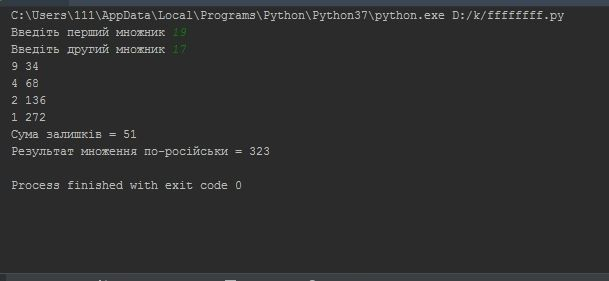 C:\Users\111\AppData\Local\Programs\Python\Python37\python.exe D:/k/ffffffff.py
Введіть перший множник 19
Введіть другий множник 17
9 34
4 68
2 136
1 272
Сума залишків = 51
Результат множення по-російськи = 323
Process finished with exit code 0